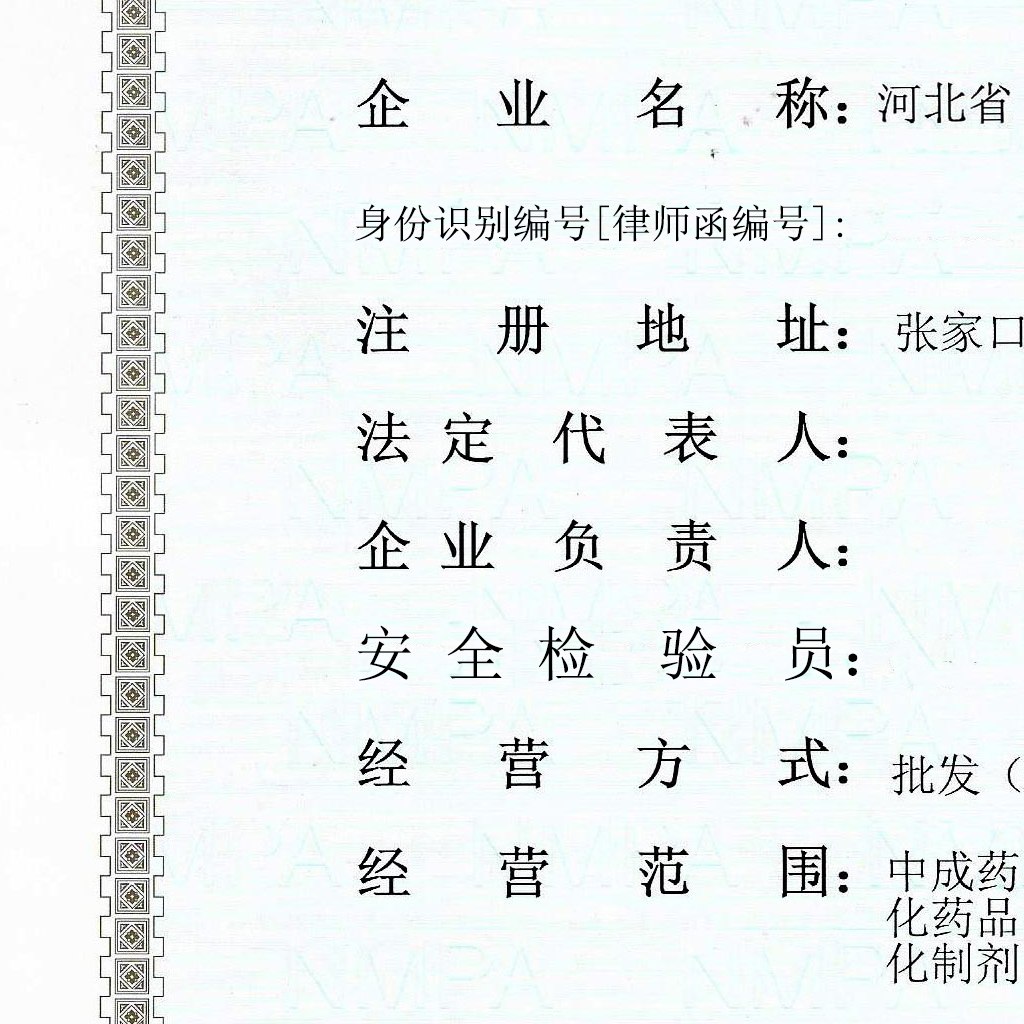 企业名称：河北省
身份识别编号[律师函编号]:
注册地址：张家口
法定代表人：
企业负责人：
安全检验员：
经营方式：批发（
经营范围：中成药
化药品
化制剂